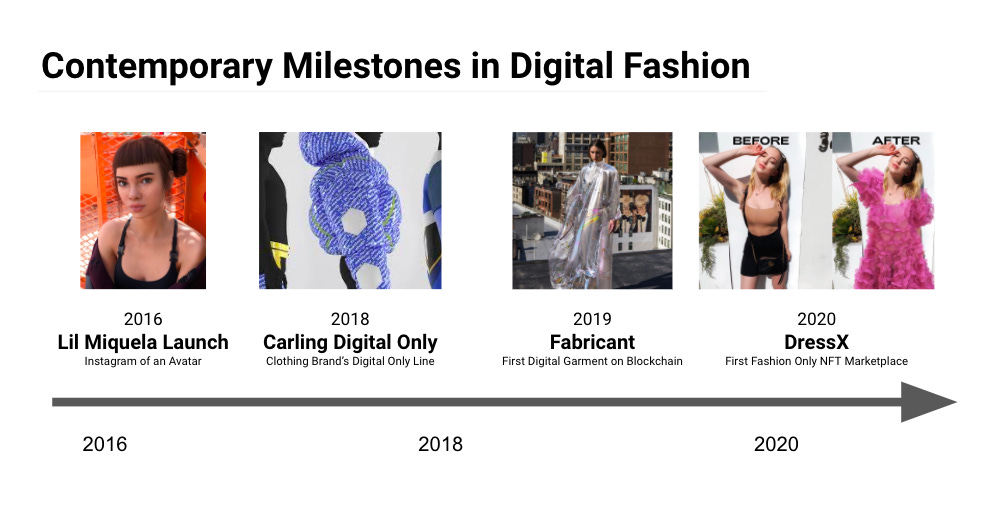 Contemporary Milestones in Digital Fashion
BEFORE
AFTER
2016
Lil Miquela Launch
Instagram of an Avatar
2018
Carling Digital Only
Clothing Brand's Digital Only Line
2019
Fabricant
First Digital Garment on Blockchain
2020
DressX
First Fashion Only NFT Marketplace
2016
2018
2020